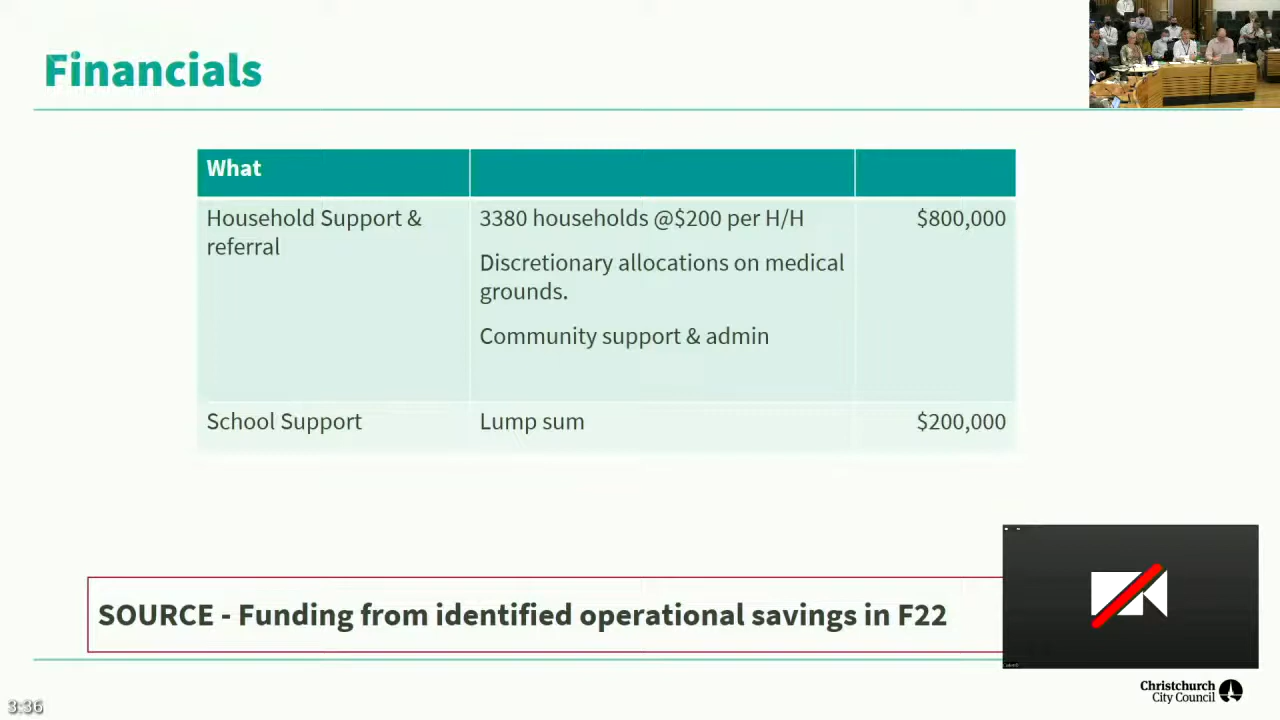 Financials
What
Household Support &
referral
3380 households @$200 per H/H
Discretionary allocations on medical
grounds.
Community support & admin
$800,000
School Support
Lump sum
$200,000
SOURCE - Funding from identified operational savings in F22
Christchurch
City Council
3:36